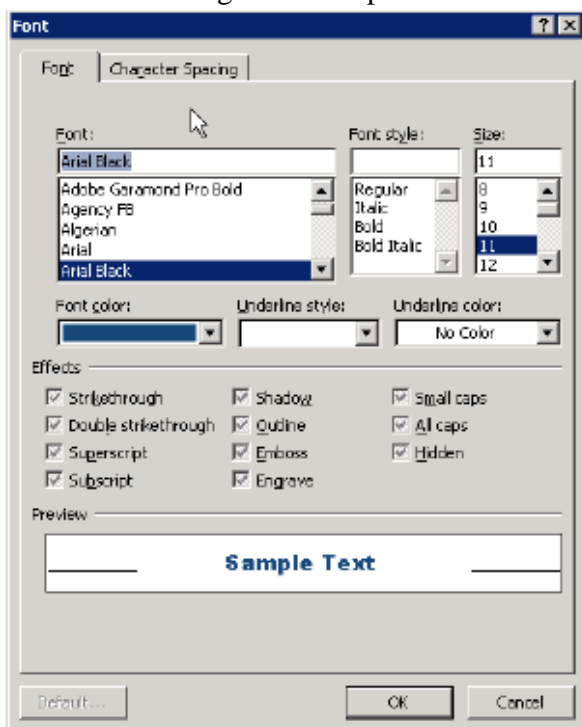 Font
Font Character Spacing
Font: Font style: Size:
Arial Black 11
Adobe Garamond Pro Bold Regular 8
Agency FB Italic 9
Algerian Bold 10
Arial Bold Italic 11
Arial Black 12
Font color: Underline style: Underline color:
No Color
Effects
Strikethrough Shadow Small caps
Double strikethrough Outline All caps
Superscript Emboss Hidden
Subscript Engrave
Preview
Sample Text
Default... OK Cancel